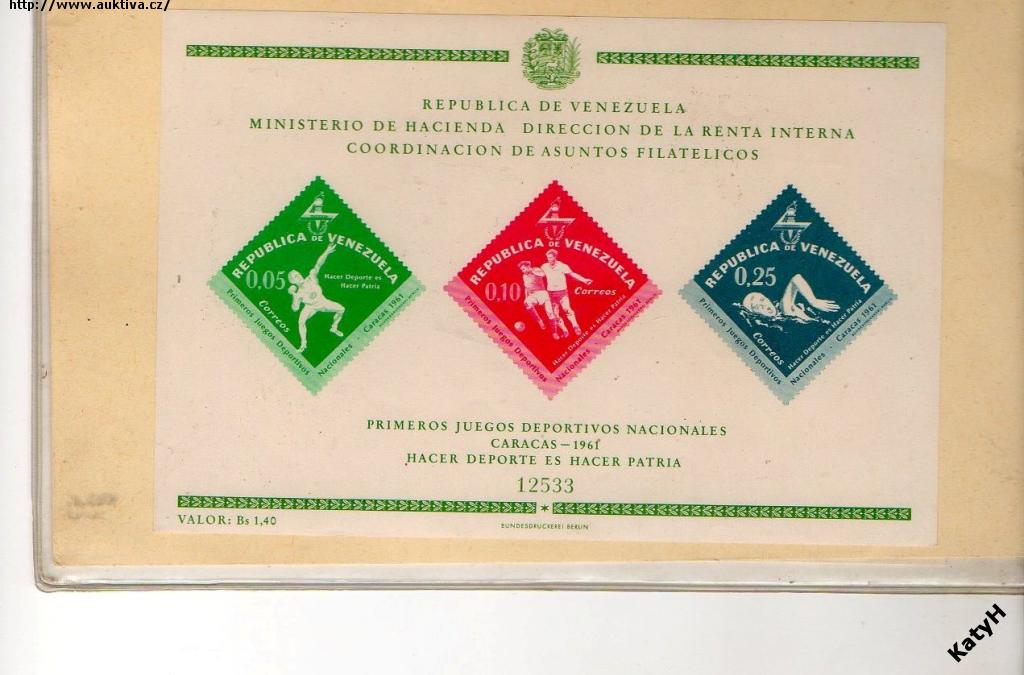 http://www.auktiva.cz/
REPUBLICA DE VENEZUELA
MINISTERIO DE HACIENDA DIRECCION DE LA RENTA INTERNA
COORDINACION DE ASUNTOS FILATELICOS
REPUBLICA DE VENEZUELA
0,05
Hacer Deporte es
Hacer Patria
Correos
Primeros Juegos Deportivos
Nacionales Caracas 1961
REPUBLICA DE VENEZUELA
0,10
Correos
Hacer Deporte es Hacer Patria
Primeros Juegos Deportivos
Nacionales Caracas 1961
REPUBLICA DE VENEZUELA
0,25
Correos
Hacer Deporte es Hacer Patria
Primeros Juegos Deportivos
Nacionales Caracas 1961
PRIMEROS JUEGOS DEPORTIVOS NACIONALES
CARACAS — 1961
HACER DEPORTE ES HACER PATRIA
12533
VALOR: Bs 1,40
BUNDESDRUCKEREI BERLIN
KatyH